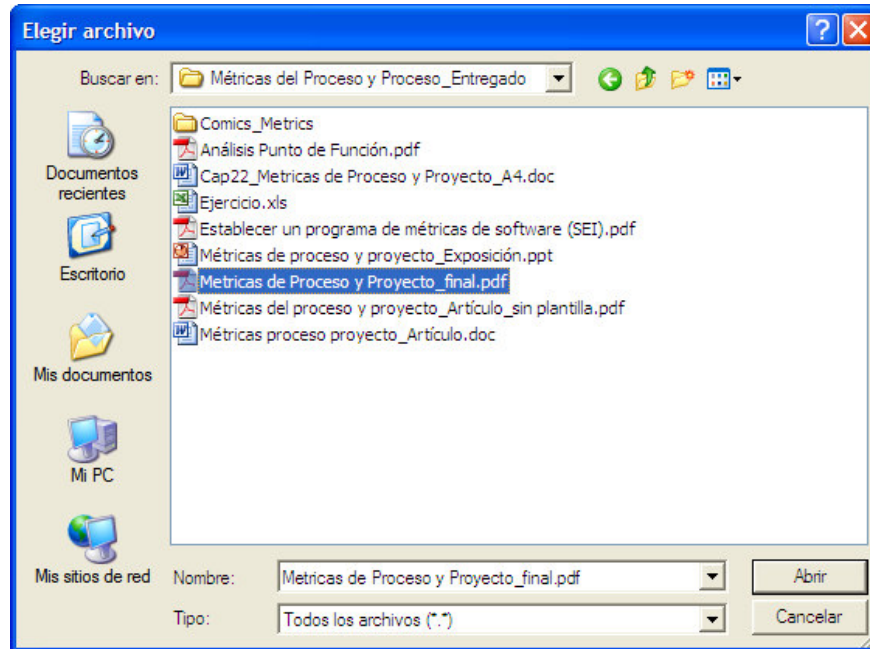 Elegir archivo
Buscar en: Métricas del Proceso y Proceso_Entregado
Documentos
recientes
Escritorio
Mis documentos
Mi PC
Mis sitios de red
Comics_Metrics
Análisis Punto de Función.pdf
Cap22_Metricas de Proceso y Proyecto_A4.doc
Ejercicio.xls
Establecer un programa de métricas de software (SEI).pdf
Métricas de proceso y proyecto_Exposición.ppt
Metricas de Proceso y Proyecto_final.pdf
Métricas del proceso y proyecto_Artículo_sin plantilla.pdf
Métricas proceso proyecto_Artículo.doc
Nombre: Metricas de Proceso y Proyecto_final.pdf Abrir
Tipo: Todos los archivos (*.*) Cancelar